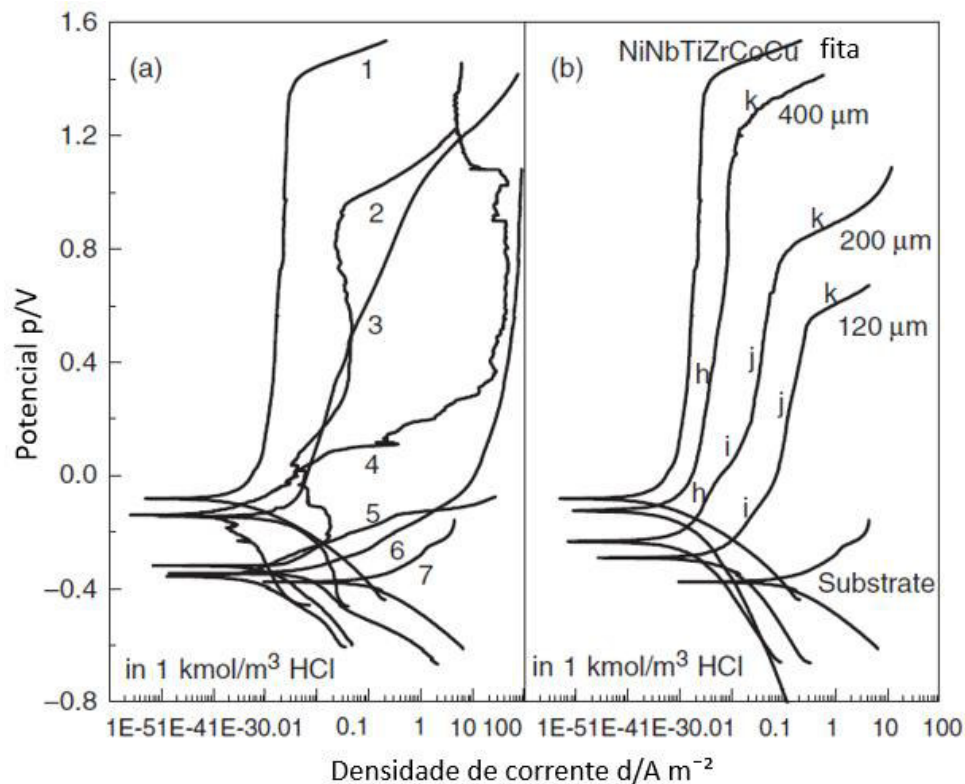 (a)
1
2
3
4
5
6
7
in 1 kmol/m³ HCl
(b)
NiNbTiZrCoCu fita
k
400 µm
k
200 µm
k
120 µm
h
j
j
i
h
i
Substrate
in 1 kmol/m³ HCl
Potencial p/V
1.6
1.2
0.8
0.4
0.0
−0.4
−0.8
1E-51E-41E-30.01 0.1 1 10 100
1E-51E-41E-30.01 0.1 1 10 100
Densidade de corrente d/A m⁻²